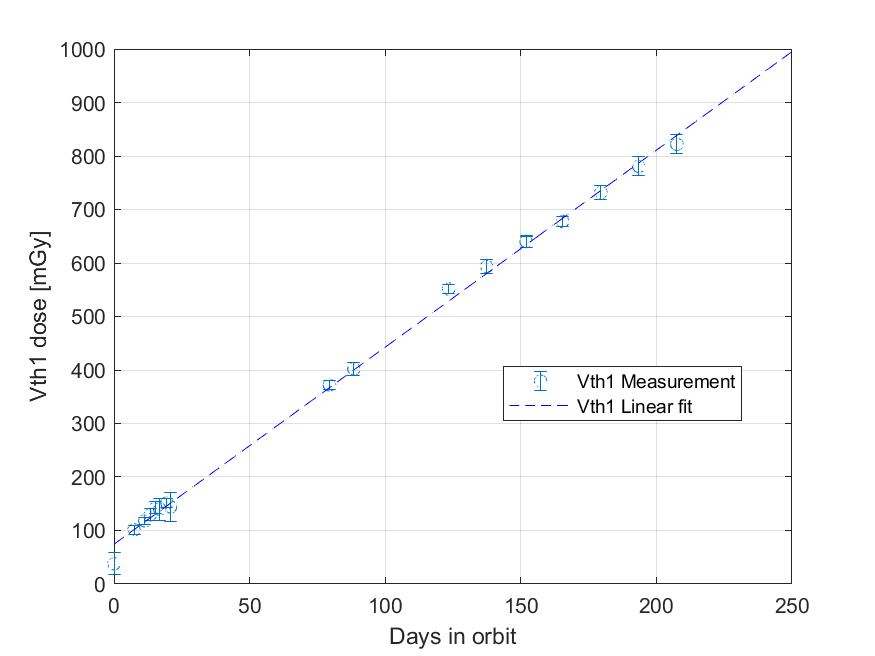 1000
900
800
700
600
500
400
300
200
100
0
Vth1 dose [mGy]
Vth1 Measurement
Vth1 Linear fit
0 50 100 150 200 250
Days in orbit